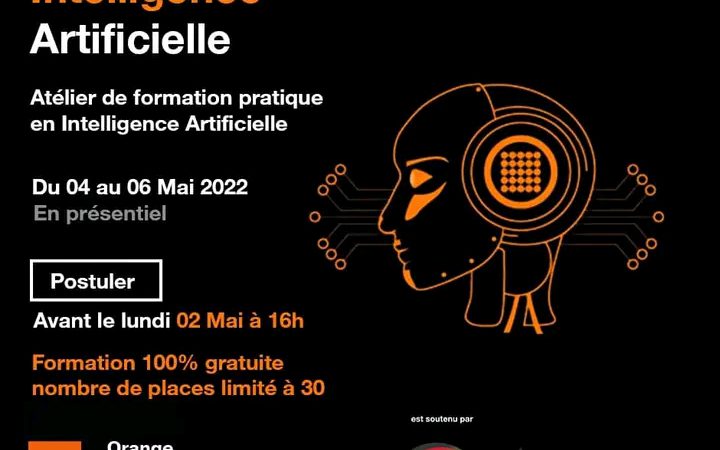 Intelligence
Artificielle
Atélier de formation pratique
en Intelligence Artificielle
Du 04 au 06 Mai 2022
En présentiel
Postuler
Avant le lundi 02 Mai à 16h
Formation 100% gratuite
nombre de places limité à 30
est soutenu par
Orange